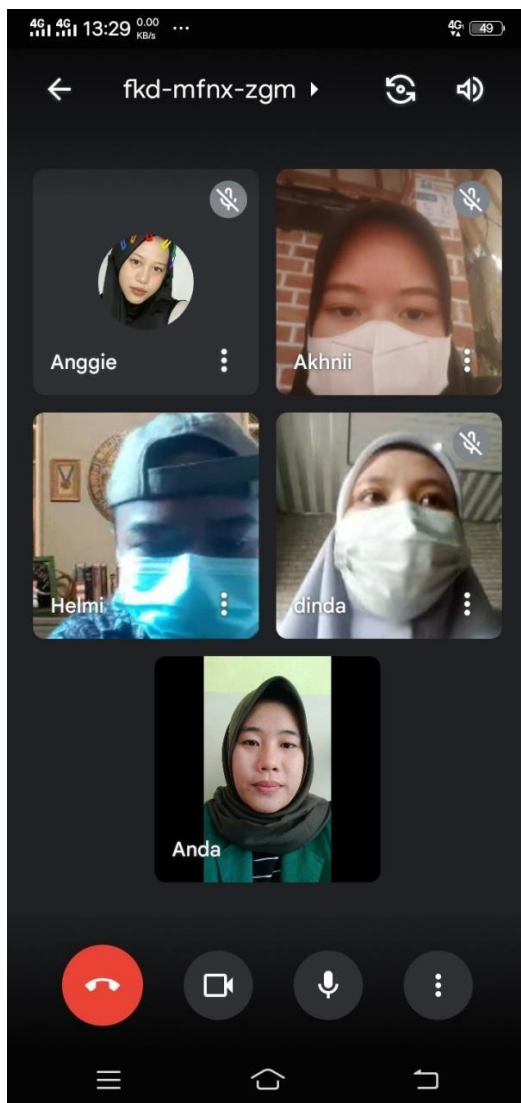 4G 4G 13:29 0.00 KB/s ... 4G 49
fkd-mfnx-zgm
Anggie
Akhnii
Helmi
dinda
Anda